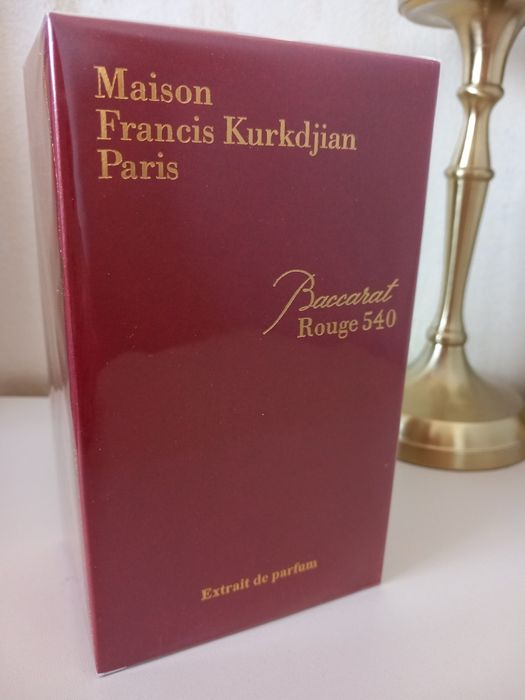 Maison
Francis Kurkdjian
Paris
Baccarat
Rouge 540
Extrait de parfum